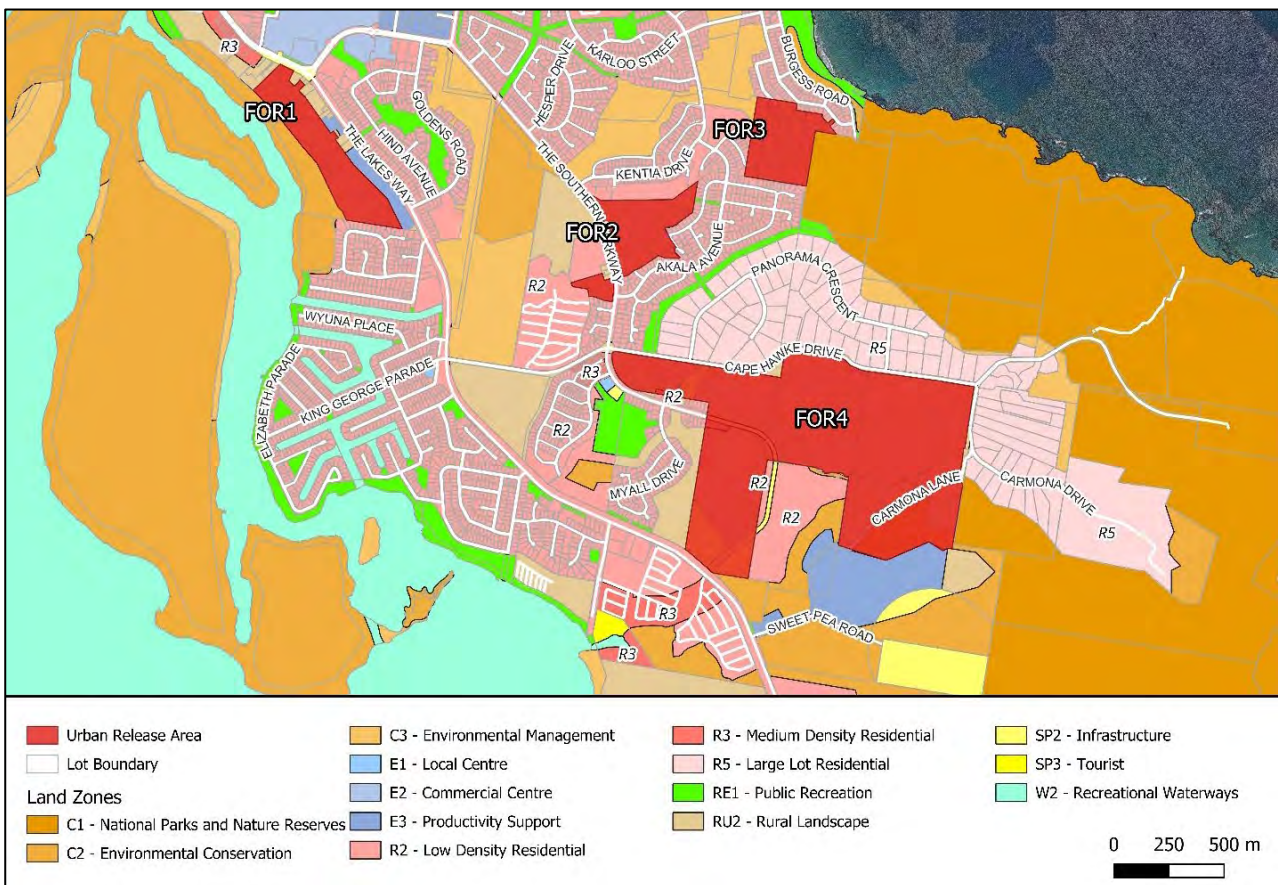 R3
KARLOO STREET
BURGESS ROAD
HESPER DRIVE
GOLDENS ROAD
FOR1
FOR3
HIND AVENUE
THE LAKES WAY
THE SOUTHERN PARKWAY
KENTIA DRIVE
FOR2
AKALA AVENUE
PANORAMA CRESCENT
R2
WYUNA PLACE
R5
CAPE HAWKE DRIVE
ELIZABETH PARADE
KING GEORGE PARADE
R3
R2
FOR4
R2
MYALL DRIVE
R2
R2
CARMONA LANE
CARMONA DRIVE
R5
R3
SWEET PEA ROAD
R3
Urban Release Area
Lot Boundary
Land Zones
C1 - National Parks and Nature Reserves
C2 - Environmental Conservation
C3 - Environmental Management
E1 - Local Centre
E2 - Commercial Centre
E3 - Productivity Support
R2 - Low Density Residential
R3 - Medium Density Residential
R5 - Large Lot Residential
RE1 - Public Recreation
RU2 - Rural Landscape
SP2 - Infrastructure
SP3 - Tourist
W2 - Recreational Waterways
0 250 500 m